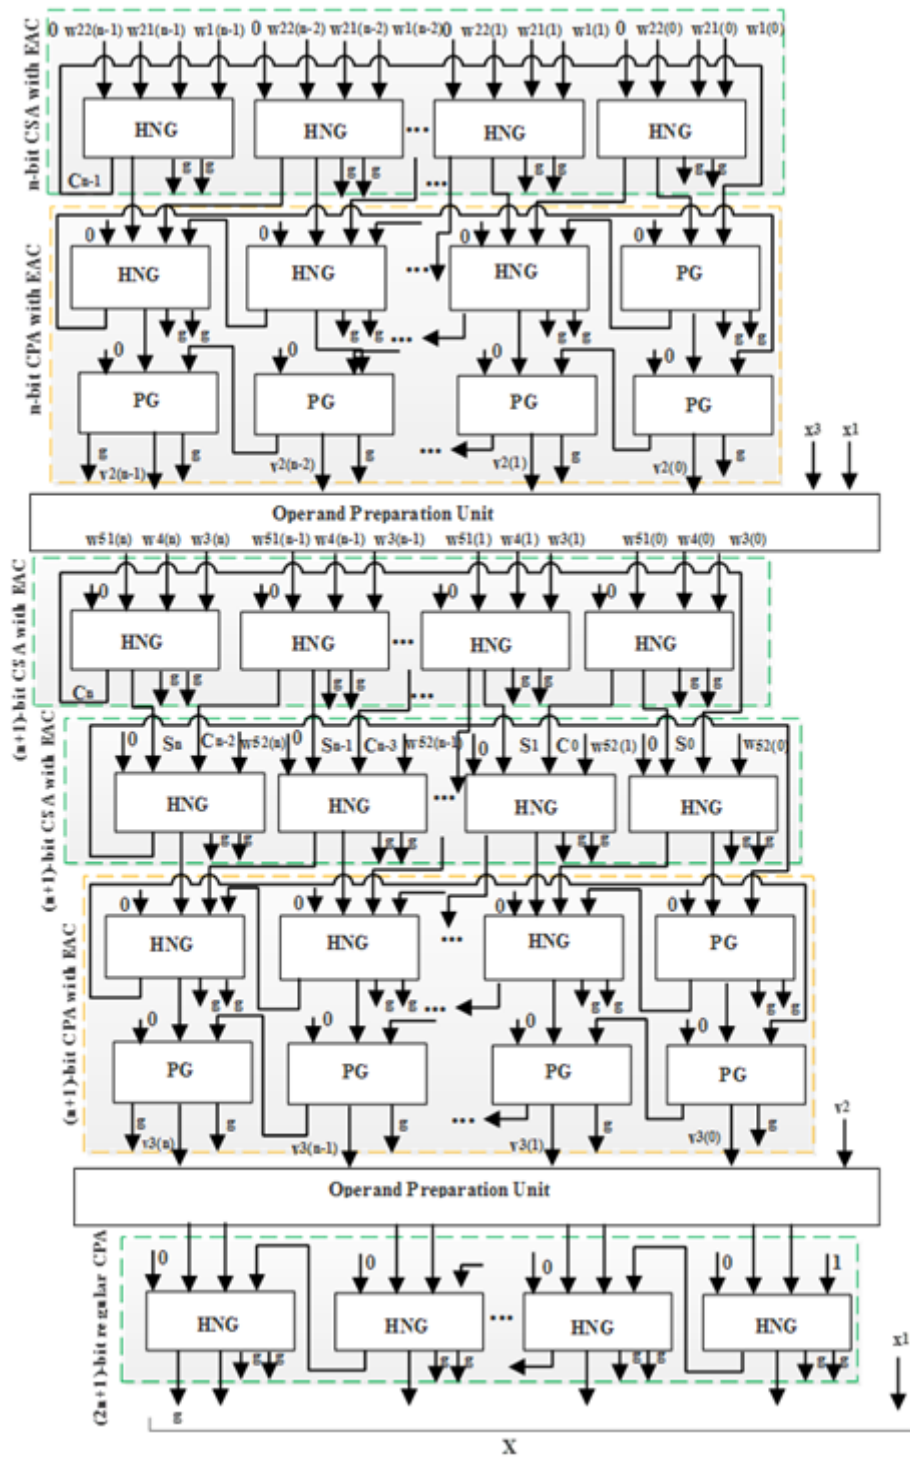 0 w22(n-1) w21(n-1) w1(n-1) 0 w22(n-2) w21(n-2) w1(n-2) 0 w22(1) w21(1) w1(1) 0 w22(0) w21(0) w1(0)
n-bit CSA with EAC
HNG HNG ... HNG HNG
Cn-1 g g g g ... g g g g
n-bit CPA with EAC
0 0 0 0
HNG HNG ... HNG PG
g g g g ... g g g g
0 0 0 0
PG PG PG PG
g v2(n-1) g v2(n-2) ... v2(1) g v2(0) g
x3 x1
Operand Preparation Unit
w51(n) w4(n) w3(n) w51(n-1) w4(n-1) w3(n-1) w51(1) w4(1) w3(1) w51(0) w4(0) w3(0)
(n+1)-bit CSA with EAC
0 0 0 0
HNG HNG ... HNG HNG
Cn g g g g ... g g g g
(n+1)-bit CSA with EAC
0 Sn Cn-2 w52(n) 0 Sn-1 Cn-3 w52(n-1) 0 S1 C0 w52(1) 0 S0 w52(0)
HNG HNG ... HNG HNG
g g g g g g g g
(n+1)-bit CPA with EAC
0 0 0 0
HNG HNG ... HNG PG
g g g g ... g g g g
0 0 0 0
PG PG PG PG
g v3(n) g v3(n-1) g ... v3(1) g v3(0) g
v2
Operand Preparation Unit
(2n+1)-bit regular CPA
0 0 0 0 1
HNG HNG ... HNG HNG
g g g g g g g g
x1
g
X